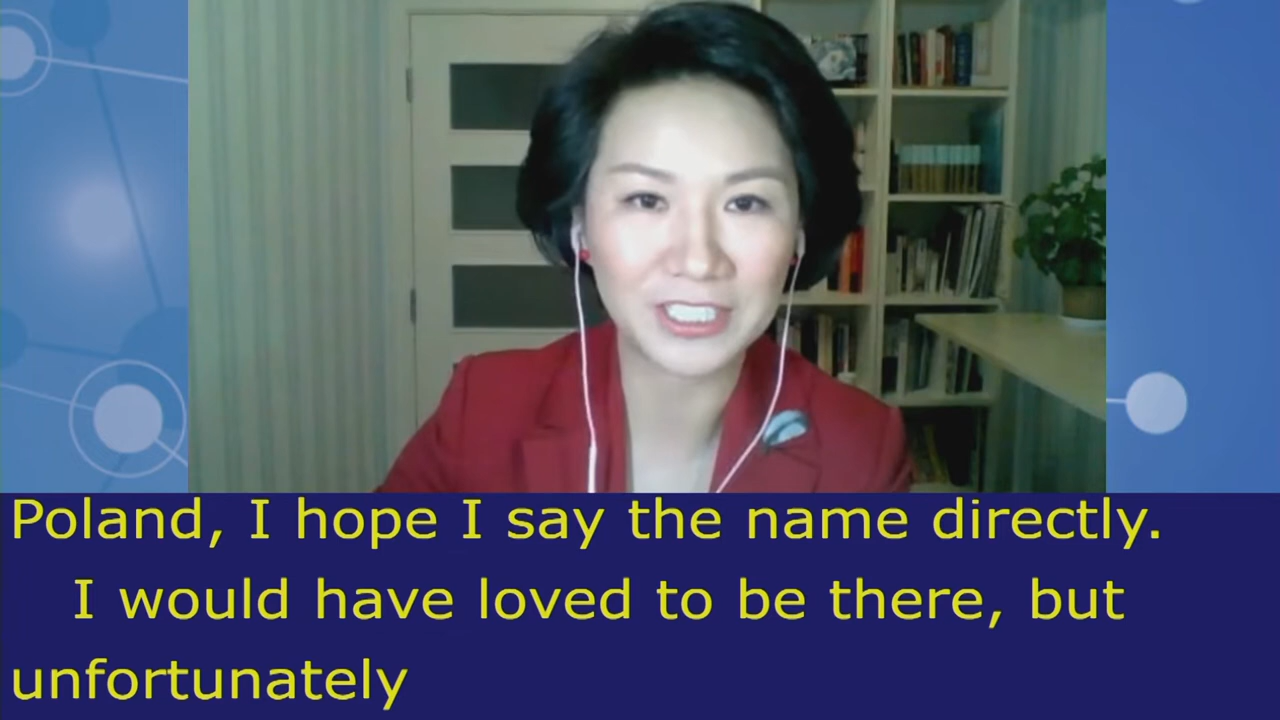 Poland, I hope I say the name directly.
I would have loved to be there, but
unfortunately